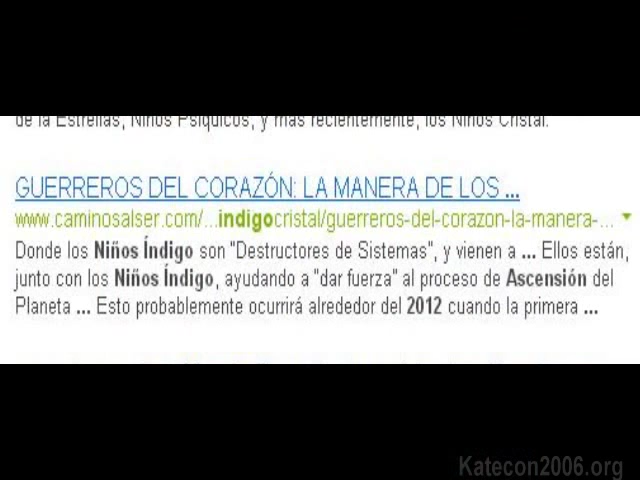 de la Estrellas, Niños Psíquicos, y más recientemente, los Niños Cristal.
GUERREROS DEL CORAZÓN: LA MANERA DE LOS ...
www.caminosalser.com/...indigocristal/guerreros-del-corazon-la-manera-...
Donde los Niños Índigo son "Destructores de Sistemas", y vienen a ... Ellos están,
junto con los Niños Índigo, ayudando a "dar fuerza" al proceso de Ascensión del
Planeta ... Esto probablemente ocurrirá alrededor del 2012 cuando la primera ...
Katecon2006.org